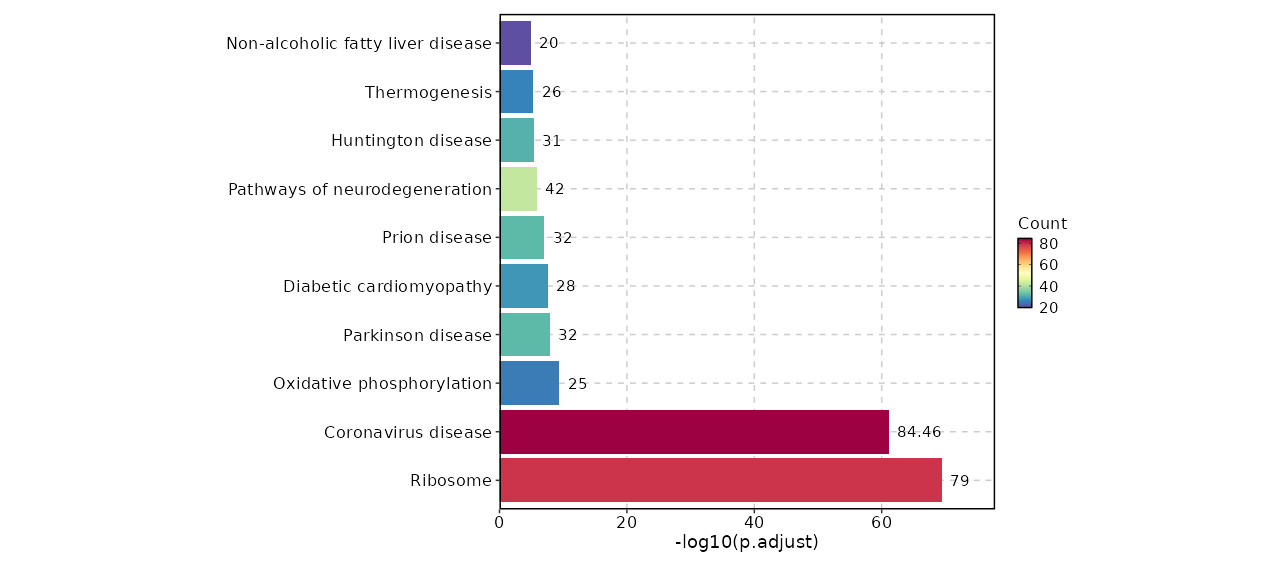 Non-alcoholic fatty liver disease 20
Thermogenesis 26
Huntington disease 31
Pathways of neurodegeneration 42
Prion disease 32
Diabetic cardiomyopathy 28
Parkinson disease 32
Oxidative phosphorylation 25
Coronavirus disease 84.46
Ribosome 79
0 20 40 60
-log10(p.adjust)
Count
80
60
40
20